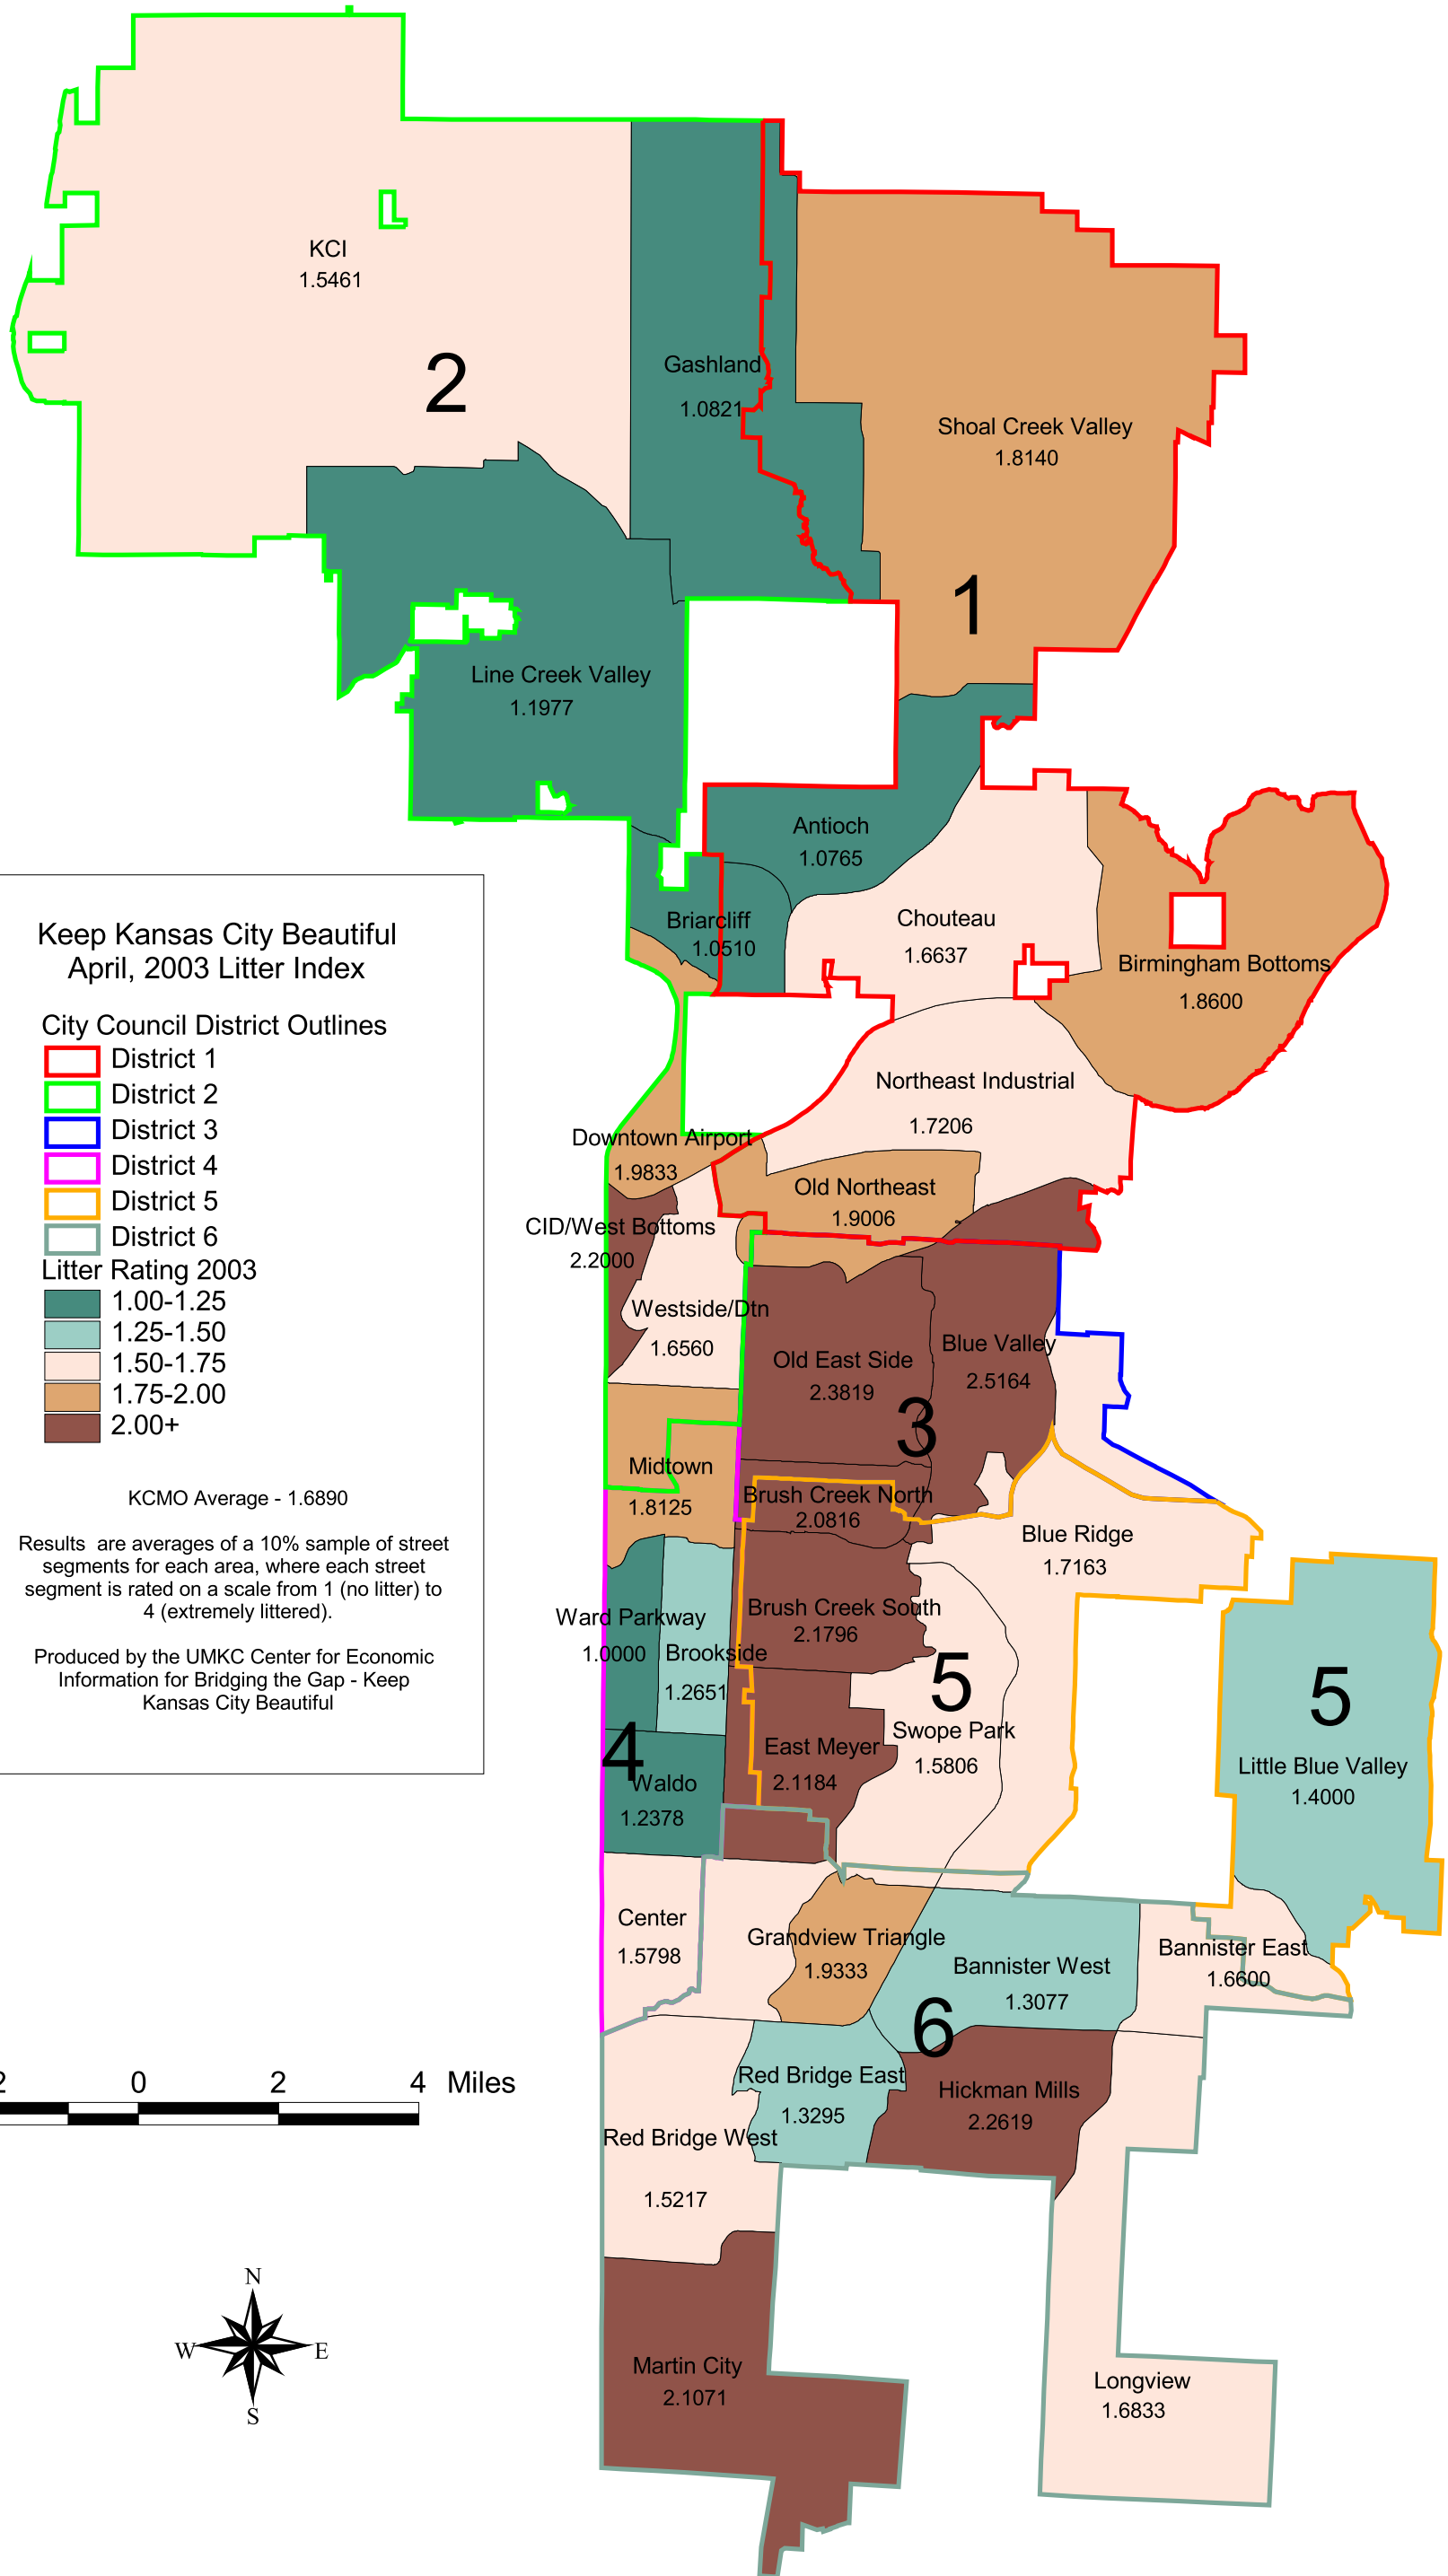 KCI
1.5461
2
Gashland
1.0821
Shoal Creek Valley
1.8140
1
Line Creek Valley
1.1977
Antioch
1.0765
Briarcliff
1.0510
Chouteau
1.6637
Birmingham Bottoms
1.8600
Northeast Industrial
1.7206
Downtown Airport
1.9833
Old Northeast
1.9006
CID/West Bottoms
2.2000
Westside/Dtn
1.6560
Old East Side
2.3819
Blue Valley
2.5164
3
Midtown
1.8125
Brush Creek North
2.0816
Blue Ridge
1.7163
Ward Parkway
1.0000
Brookside
1.2651
Brush Creek South
2.1796
5
Swope Park
1.5806
5
Little Blue Valley
1.4000
4
Waldo
1.2378
East Meyer
2.1184
Center
1.5798
Grandview Triangle
1.9333
Bannister West
1.3077
Bannister East
1.6600
6
Red Bridge East
1.3295
Hickman Mills
2.2619
Red Bridge West
1.5217
Martin City
2.1071
Longview
1.6833
Keep Kansas City Beautiful
April, 2003 Litter Index
City Council District Outlines
District 1
District 2
District 3
District 4
District 5
District 6
Litter Rating 2003
1.00-1.25
1.25-1.50
1.50-1.75
1.75-2.00
2.00+
KCMO Average - 1.6890
Results are averages of a 10% sample of street
segments for each area, where each street
segment is rated on a scale from 1 (no litter) to
4 (extremely littered).
Produced by the UMKC Center for Economic
Information for Bridging the Gap - Keep
Kansas City Beautiful
2 0 2 4 Miles
N
W E
S